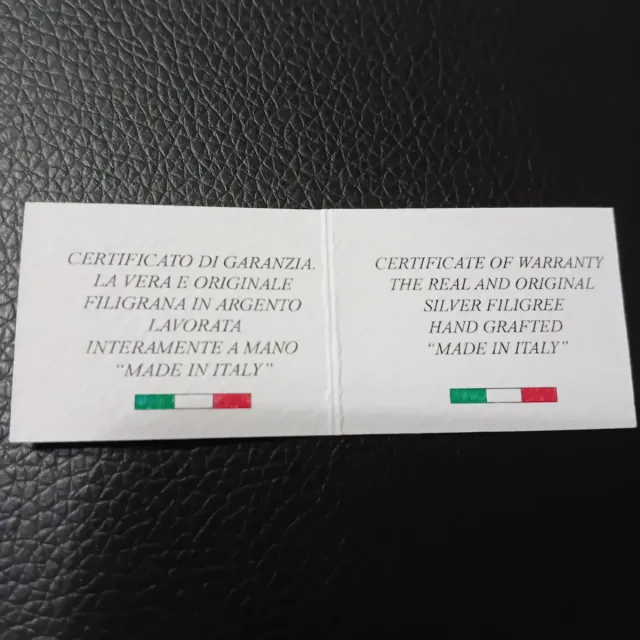 CERTIFICATO DI GARANZIA.
LA VERA E ORIGINALE
FILIGRANA IN ARGENTO
LAVORATA
INTERAMENTE A MANO
“MADE IN ITALY”
CERTIFICATE OF WARRANTY
THE REAL AND ORIGINAL
SILVER FILIGREE
HAND GRAFTED
“MADE IN ITALY”